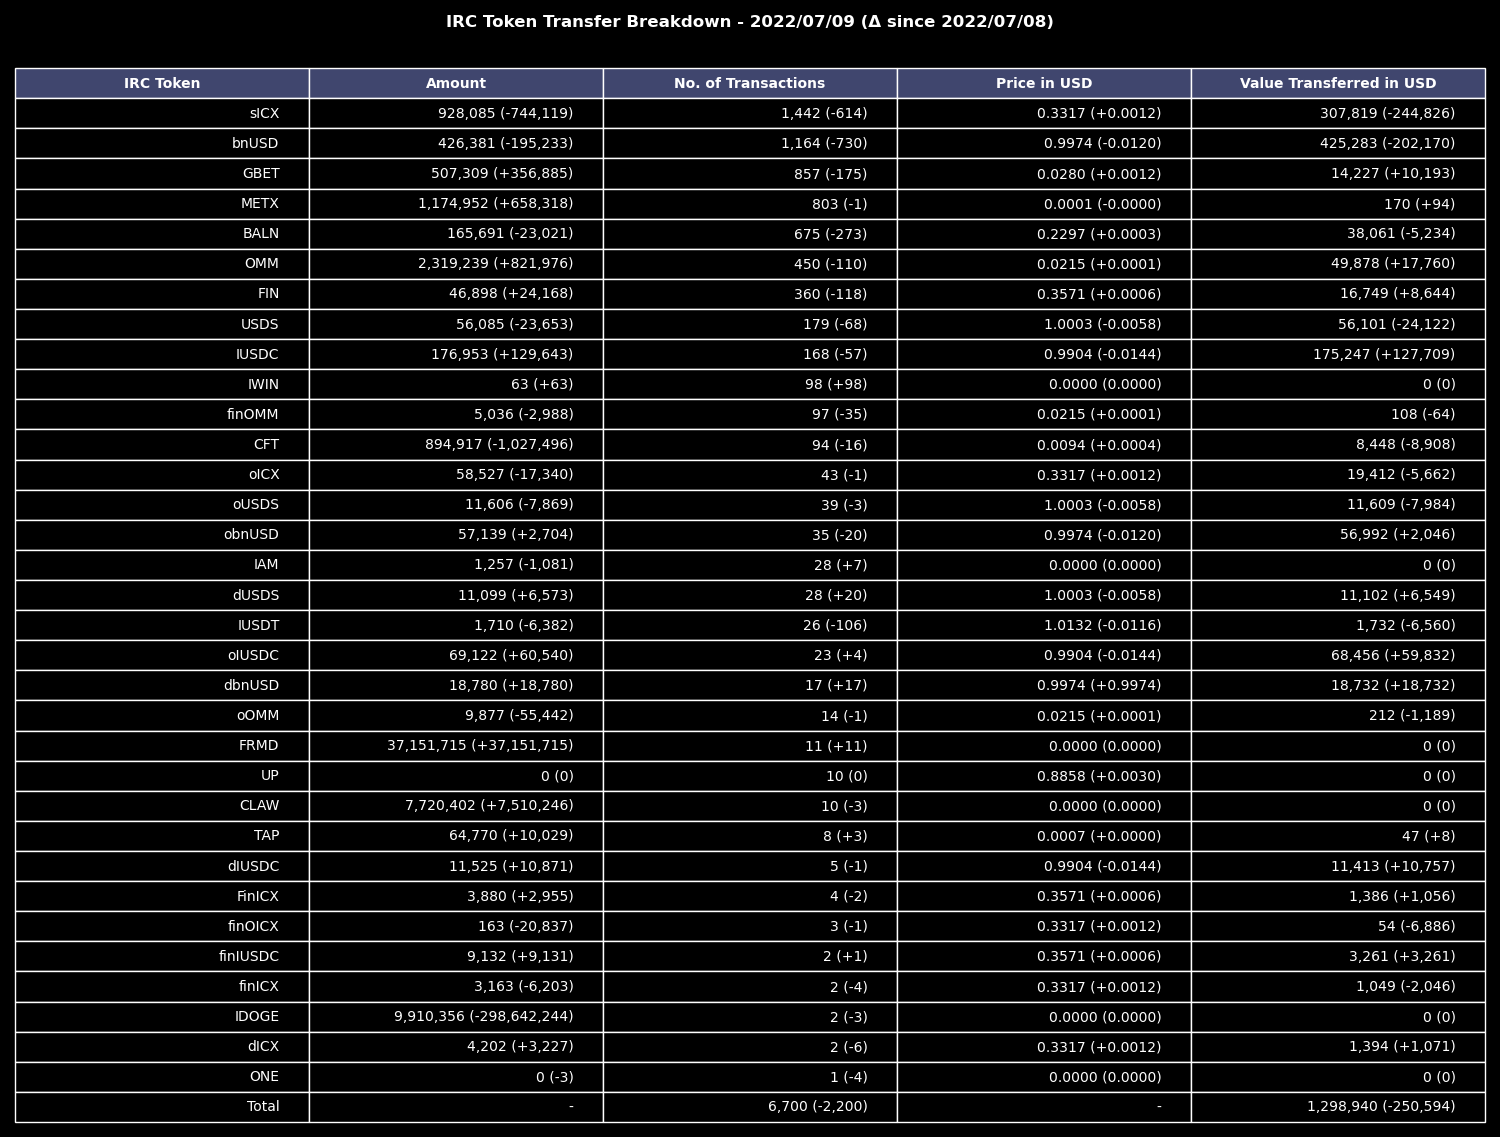 IRC Token Transfer Breakdown - 2022/07/09 (Δ since 2022/07/08)
IRC Token Amount No. of Transactions Price in USD Value Transferred in USD
sICX 928,085 (-744,119) 1,442 (-614) 0.3317 (+0.0012) 307,819 (-244,826)
bnUSD 426,381 (-195,233) 1,164 (-730) 0.9974 (-0.0120) 425,283 (-202,170)
GBET 507,309 (+356,885) 857 (-175) 0.0280 (+0.0012) 14,227 (+10,193)
METX 1,174,952 (+658,318) 803 (-1) 0.0001 (-0.0000) 170 (+94)
BALN 165,691 (-23,021) 675 (-273) 0.2297 (+0.0003) 38,061 (-5,234)
OMM 2,319,239 (+821,976) 450 (-110) 0.0215 (+0.0001) 49,878 (+17,760)
FIN 46,898 (+24,168) 360 (-118) 0.3571 (+0.0006) 16,749 (+8,644)
USDS 56,085 (-23,653) 179 (-68) 1.0003 (-0.0058) 56,101 (-24,122)
IUSDC 176,953 (+129,643) 168 (-57) 0.9904 (-0.0144) 175,247 (+127,709)
IWIN 63 (+63) 98 (+98) 0.0000 (0.0000) 0 (0)
finOMM 5,036 (-2,988) 97 (-35) 0.0215 (+0.0001) 108 (-64)
CFT 894,917 (-1,027,496) 94 (-16) 0.0094 (+0.0004) 8,448 (-8,908)
oICX 58,527 (-17,340) 43 (-1) 0.3317 (+0.0012) 19,412 (-5,662)
oUSDS 11,606 (-7,869) 39 (-3) 1.0003 (-0.0058) 11,609 (-7,984)
obnUSD 57,139 (+2,704) 35 (-20) 0.9974 (-0.0120) 56,992 (+2,046)
IAM 1,257 (-1,081) 28 (+7) 0.0000 (0.0000) 0 (0)
dUSDS 11,099 (+6,573) 28 (+20) 1.0003 (-0.0058) 11,102 (+6,549)
IUSDT 1,710 (-6,382) 26 (-106) 1.0132 (-0.0116) 1,732 (-6,560)
oIUSDC 69,122 (+60,540) 23 (+4) 0.9904 (-0.0144) 68,456 (+59,832)
dbnUSD 18,780 (+18,780) 17 (+17) 0.9974 (+0.9974) 18,732 (+18,732)
oOMM 9,877 (-55,442) 14 (-1) 0.0215 (+0.0001) 212 (-1,189)
FRMD 37,151,715 (+37,151,715) 11 (+11) 0.0000 (0.0000) 0 (0)
UP 0 (0) 10 (0) 0.8858 (+0.0030) 0 (0)
CLAW 7,720,402 (+7,510,246) 10 (-3) 0.0000 (0.0000) 0 (0)
TAP 64,770 (+10,029) 8 (+3) 0.0007 (+0.0000) 47 (+8)
dIUSDC 11,525 (+10,871) 5 (-1) 0.9904 (-0.0144) 11,413 (+10,757)
FinICX 3,880 (+2,955) 4 (-2) 0.3571 (+0.0006) 1,386 (+1,056)
finOICX 163 (-20,837) 3 (-1) 0.3317 (+0.0012) 54 (-6,886)
finIUSDC 9,132 (+9,131) 2 (+1) 0.3571 (+0.0006) 3,261 (+3,261)
finICX 3,163 (-6,203) 2 (-4) 0.3317 (+0.0012) 1,049 (-2,046)
IDOGE 9,910,356 (-298,642,244) 2 (-3) 0.0000 (0.0000) 0 (0)
dICX 4,202 (+3,227) 2 (-6) 0.3317 (+0.0012) 1,394 (+1,071)
ONE 0 (-3) 1 (-4) 0.0000 (0.0000) 0 (0)
Total - 6,700 (-2,200) - 1,298,940 (-250,594)